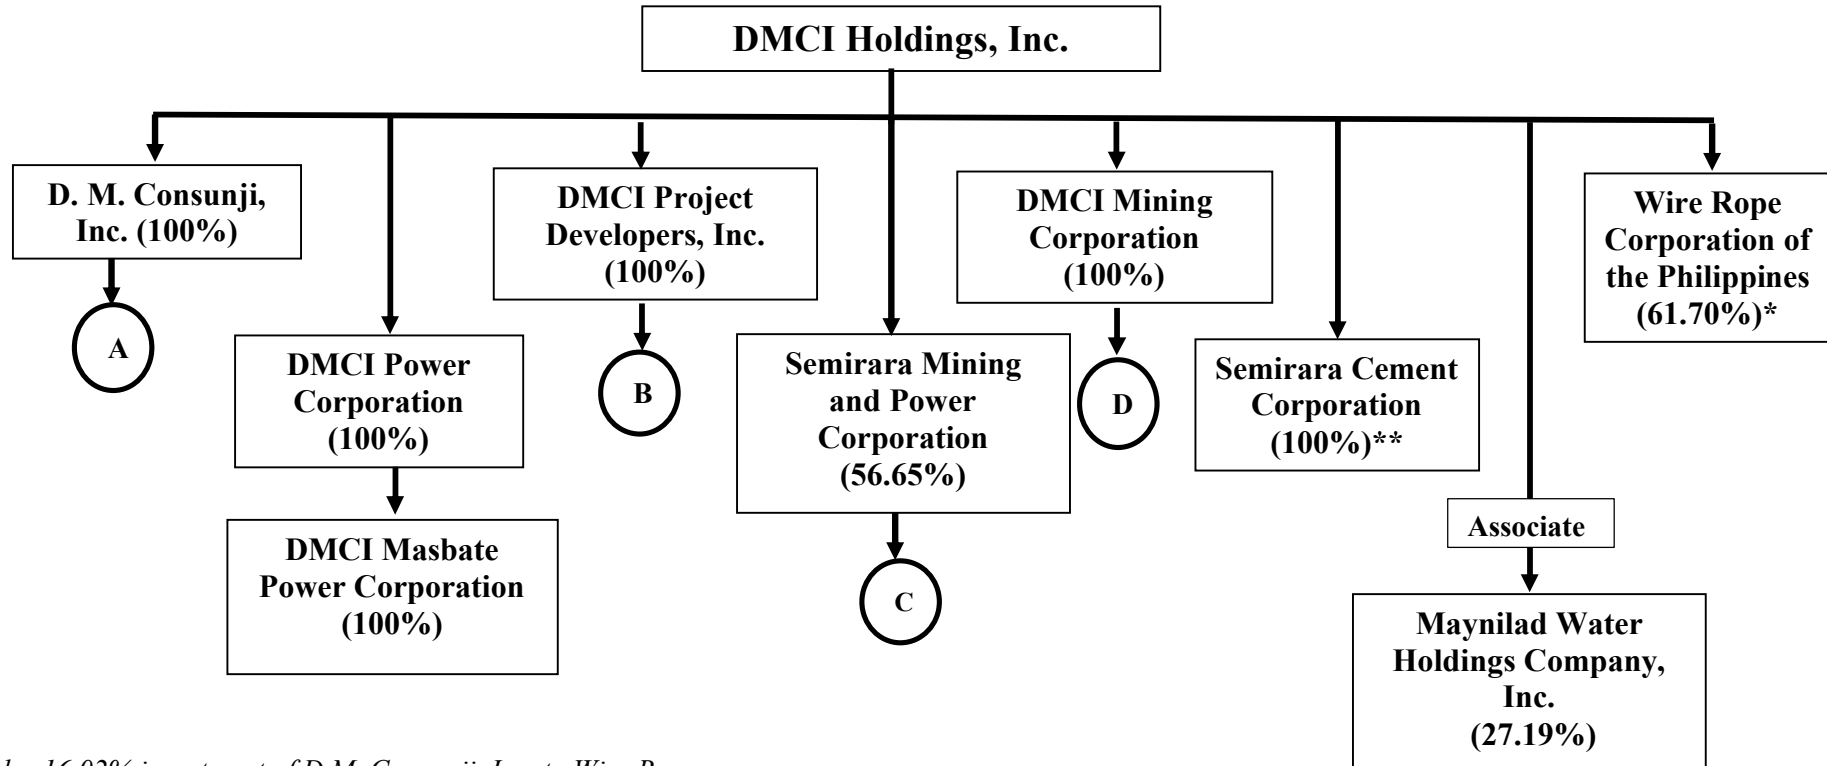 DMCI Holdings, Inc.
D. M. Consunji,
Inc. (100%)
A
DMCI Power
Corporation
(100%)
DMCI Masbate
Power Corporation
(100%)
DMCI Project
Developers, Inc.
(100%)
B
Semirara Mining
and Power
Corporation
(56.65%)
C
DMCI Mining
Corporation
(100%)
D
Semirara Cement
Corporation
(100%)**
Associate
Maynilad Water
Holdings Company,
Inc.
(27.19%)
Wire Rope
Corporation of
the Philippines
(61.70%)*